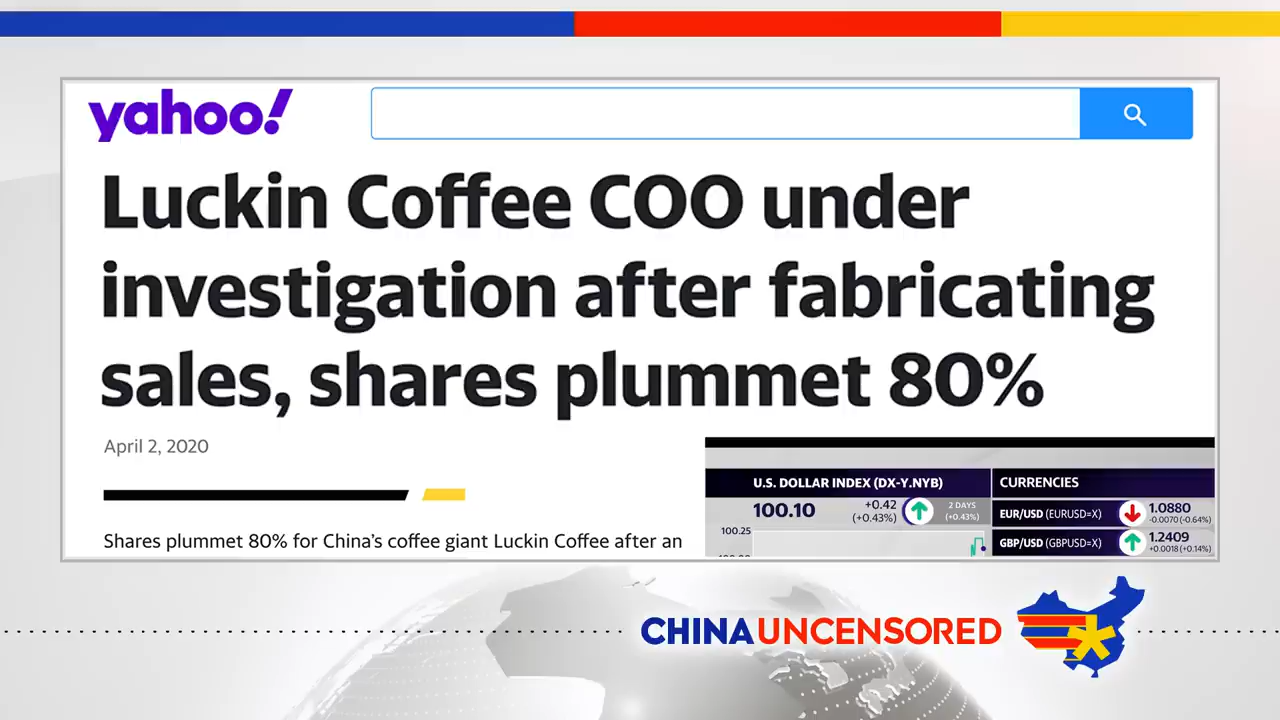 yahoo!
Luckin Coffee COO under
investigation after fabricating
sales, shares plummet 80%
April 2, 2020
Shares plummet 80% for China's coffee giant Luckin Coffee after an
U.S. DOLLAR INDEX (DX-Y.NYB)
100.10
+0.42
(+0.43%)
2 DAYS
(+0.43%)
100.25
CURRENCIES
EUR/USD (EURUSD=X)
1.0880
-0.0070 (-0.64%)
GBP/USD (GBPUSD=X)
1.2409
+0.0018 (+0.14%)
CHINA UNCENSORED